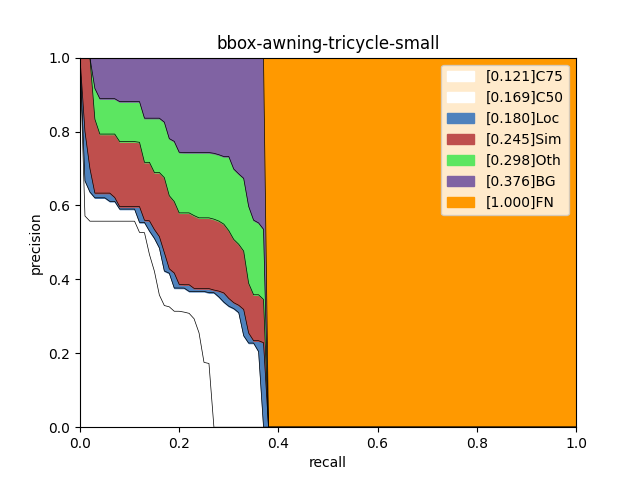 bbox-awning-tricycle-small
1.0
0.8
0.6
0.4
0.2
0.0
precision
[0.121]C75
[0.169]C50
[0.180]Loc
[0.245]Sim
[0.298]Oth
[0.376]BG
[1.000]FN
0.0 0.2 0.4 0.6 0.8 1.0
recall